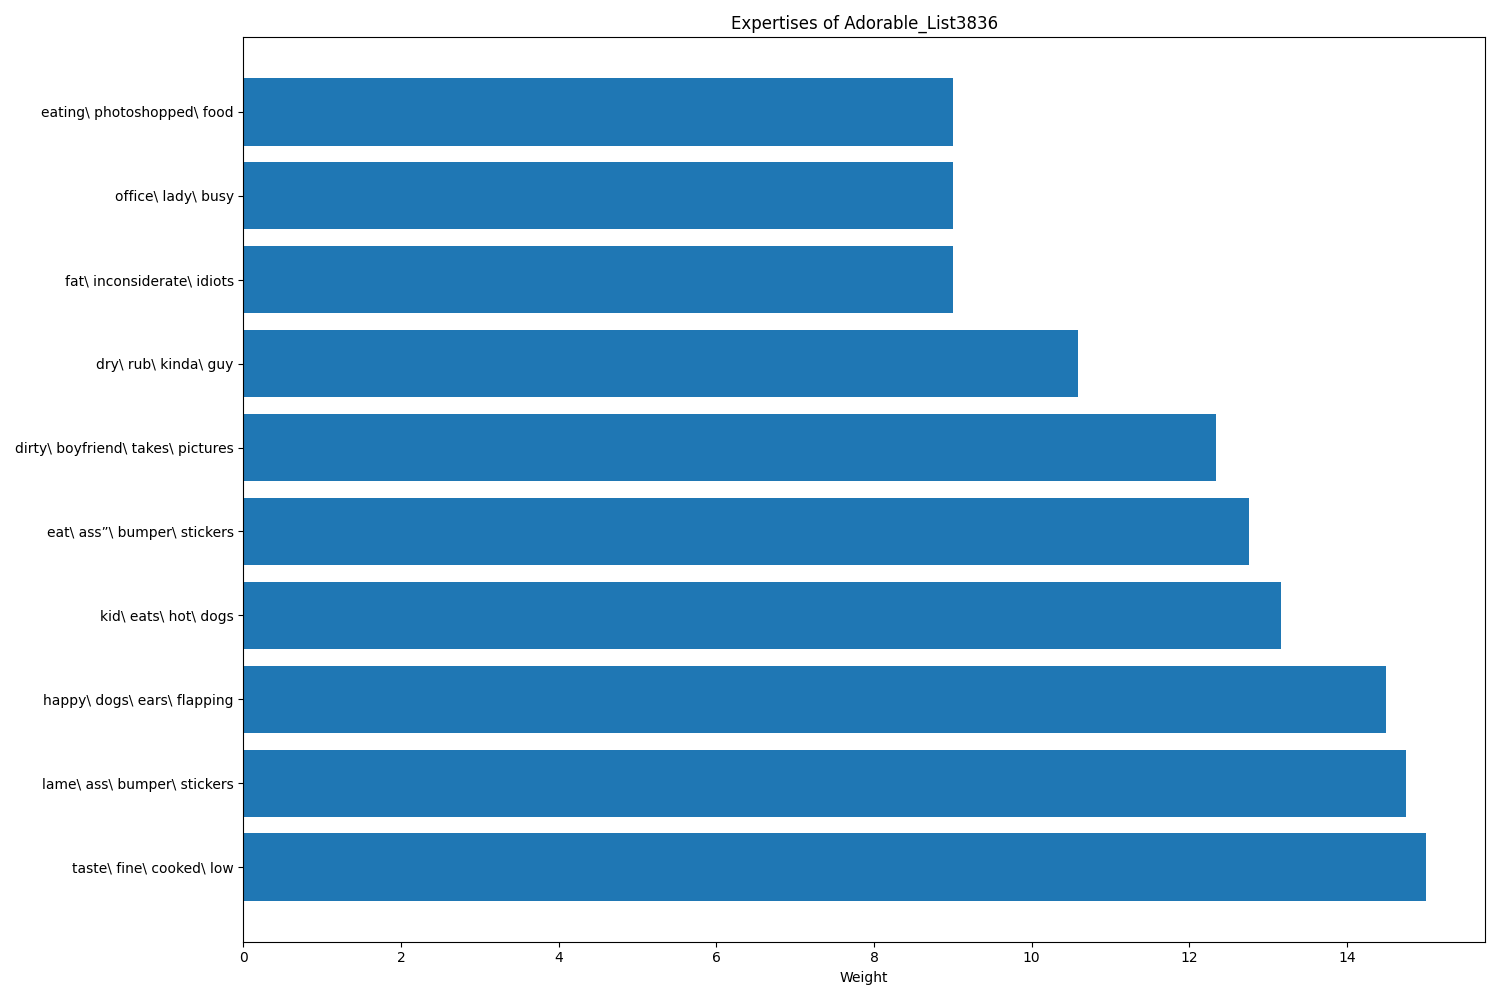 Expertises of Adorable_List3836
eating\ photoshopped\ food
office\ lady\ busy
fat\ inconsiderate\ idiots
dry\ rub\ kinda\ guy
dirty\ boyfriend\ takes\ pictures
eat\ ass”\ bumper\ stickers
kid\ eats\ hot\ dogs
happy\ dogs\ ears\ flapping
lame\ ass\ bumper\ stickers
taste\ fine\ cooked\ low
0 2 4 6 8 10 12 14
Weight